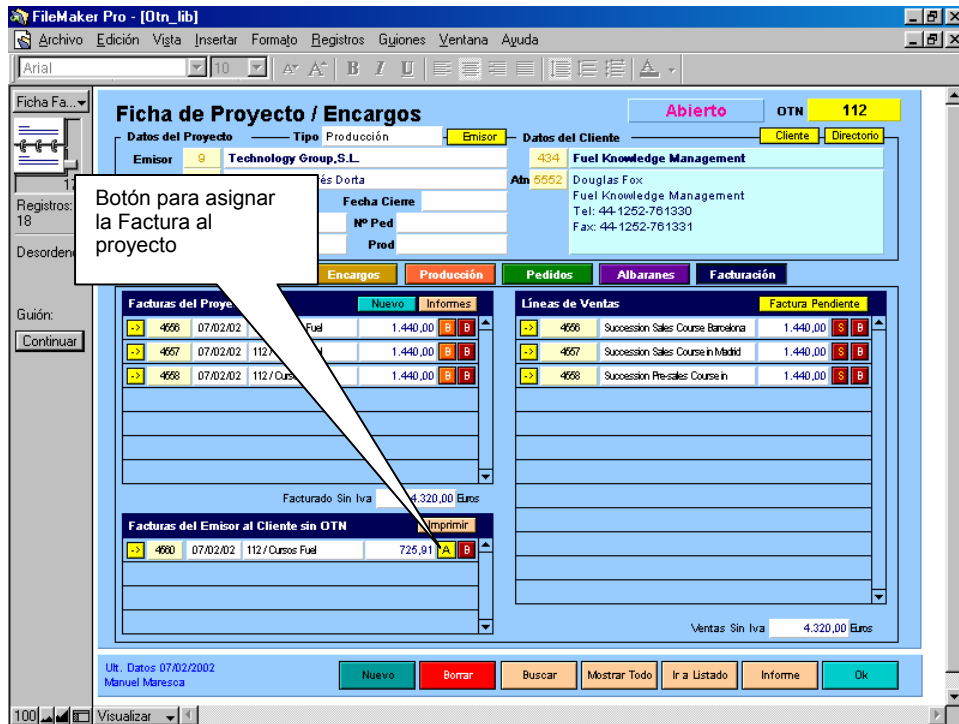 FileMaker Pro - [Otn_lib]
Archivo Edición Vista Insertar Formato Registros Guiones Ventana Ayuda
Arial 10 B I U A
Ficha Fa...
Registros:
18
Guión:
Continuar
Ficha de Proyecto / Encargos Abierto OTN 112
Datos del Proyecto Tipo Producción Emisor Datos del Cliente Cliente Directorio
Emisor 9 Technology Group,S.L. 434 Fuel Knowledge Management
Dorta Atn 5552 Douglas Fox
Fuel Knowledge Management
Fecha Cierre Tel: 44-1252-761330
Nº Ped Fax: 44-1252-761331
Prod
Botón para asignar
la Factura al
proyecto
Encargos Producción Pedidos Albaranes Facturación
Facturas del Nuevo Informes Líneas de Ventas Factura Pendiente
-> 4656 07/02/02 Fuel 1.440,00 B B -> 4656 Succession Sales Course Barcelona 1.440,00 S B
-> 4657 07/02/02 112 / 1.440,00 B B -> 4657 Succession Sales Course in Madrid 1.440,00 S B
-> 4658 07/02/02 112 / 1.440,00 B B -> 4658 Succession Pre-sales Course in 1.440,00 S B
Facturado Sin Iva 4.320,00 Euros
Facturas del Emisor al Cliente sin OTN Imprimir
-> 4660 07/02/02 112 / Cursos Fuel 725,91 A B
Ventas Sin Iva 4.320,00 Euros
Ult. Datos 07/02/2002
Manuel Maresca
Nuevo Borrar Buscar Mostrar Todo Ir a Listado Informe Ok
100 Visualizar